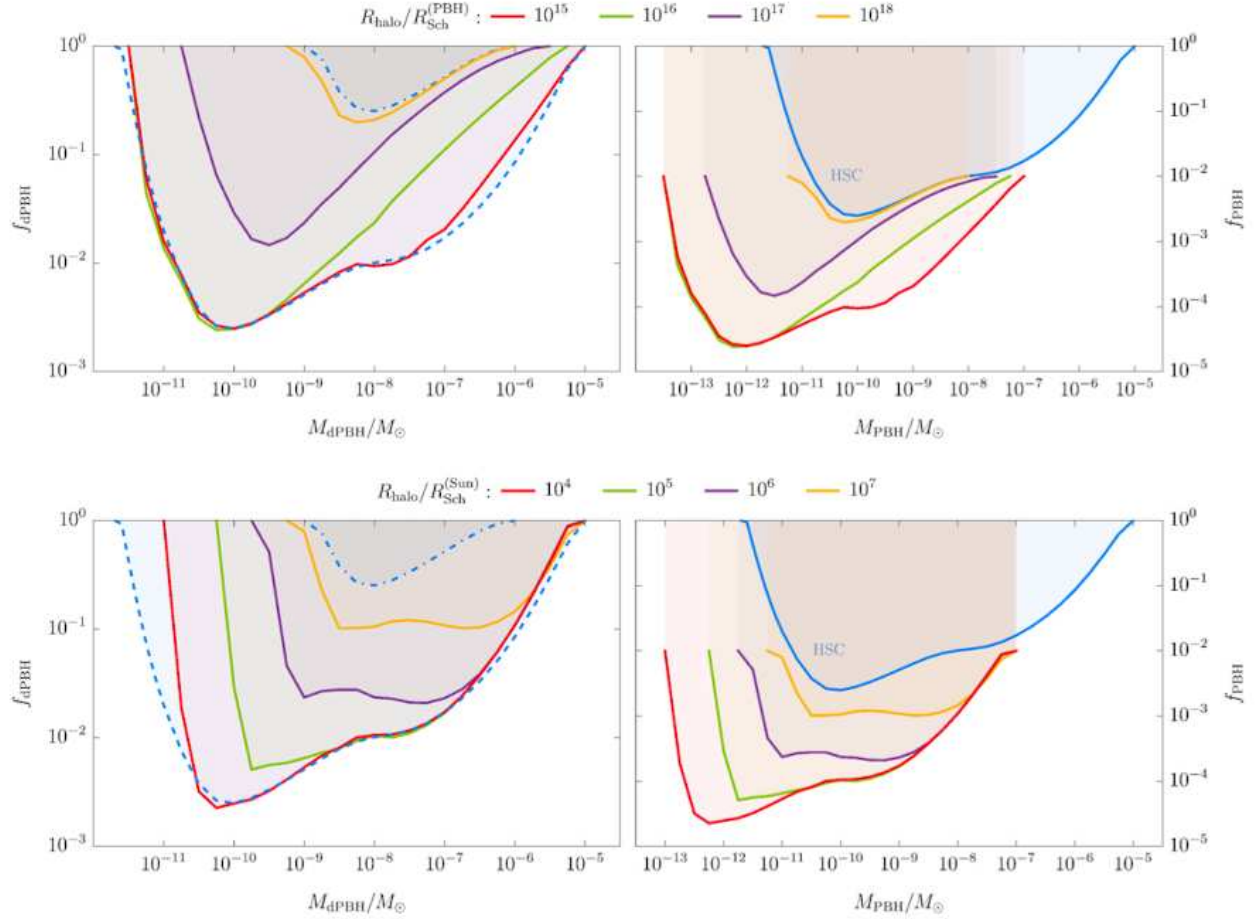 R_halo/R_Sch^(PBH) : 10^15 10^16 10^17 10^18
10^0
10^-1
10^-2
10^-3
f_dPBH
10^-11 10^-10 10^-9 10^-8 10^-7 10^-6 10^-5
M_dPBH/M_⊙
HSC
10^0
10^-1
10^-2
10^-3
10^-4
10^-5
f_PBH
10^-13 10^-12 10^-11 10^-10 10^-9 10^-8 10^-7 10^-6 10^-5
M_PBH/M_⊙
R_halo/R_Sch^(Sun) : 10^4 10^5 10^6 10^7
10^0
10^-1
10^-2
10^-3
f_dPBH
10^-11 10^-10 10^-9 10^-8 10^-7 10^-6 10^-5
M_dPBH/M_⊙
HSC
10^0
10^-1
10^-2
10^-3
10^-4
10^-5
f_PBH
10^-13 10^-12 10^-11 10^-10 10^-9 10^-8 10^-7 10^-6 10^-5
M_PBH/M_⊙